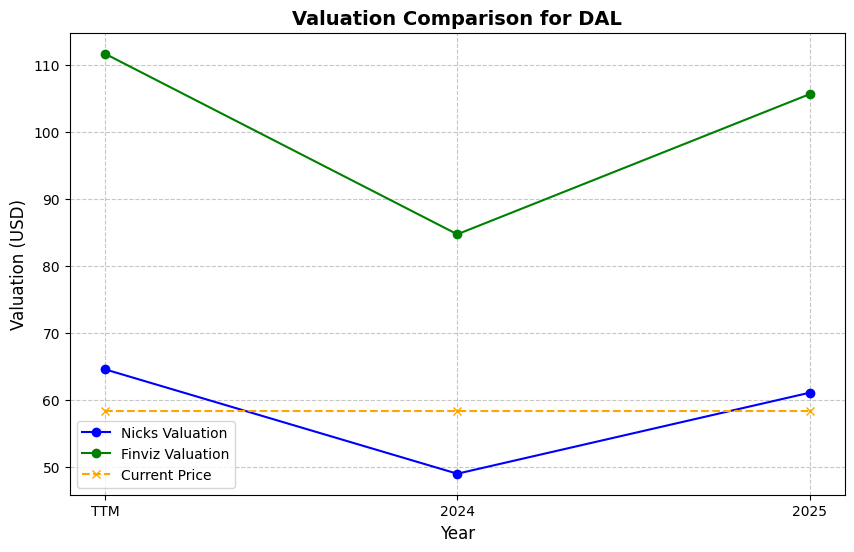 Valuation Comparison for DAL
Valuation (USD)
110
100
90
80
70
60
50
Nicks Valuation
Finviz Valuation
Current Price
TTM
2024
2025
Year